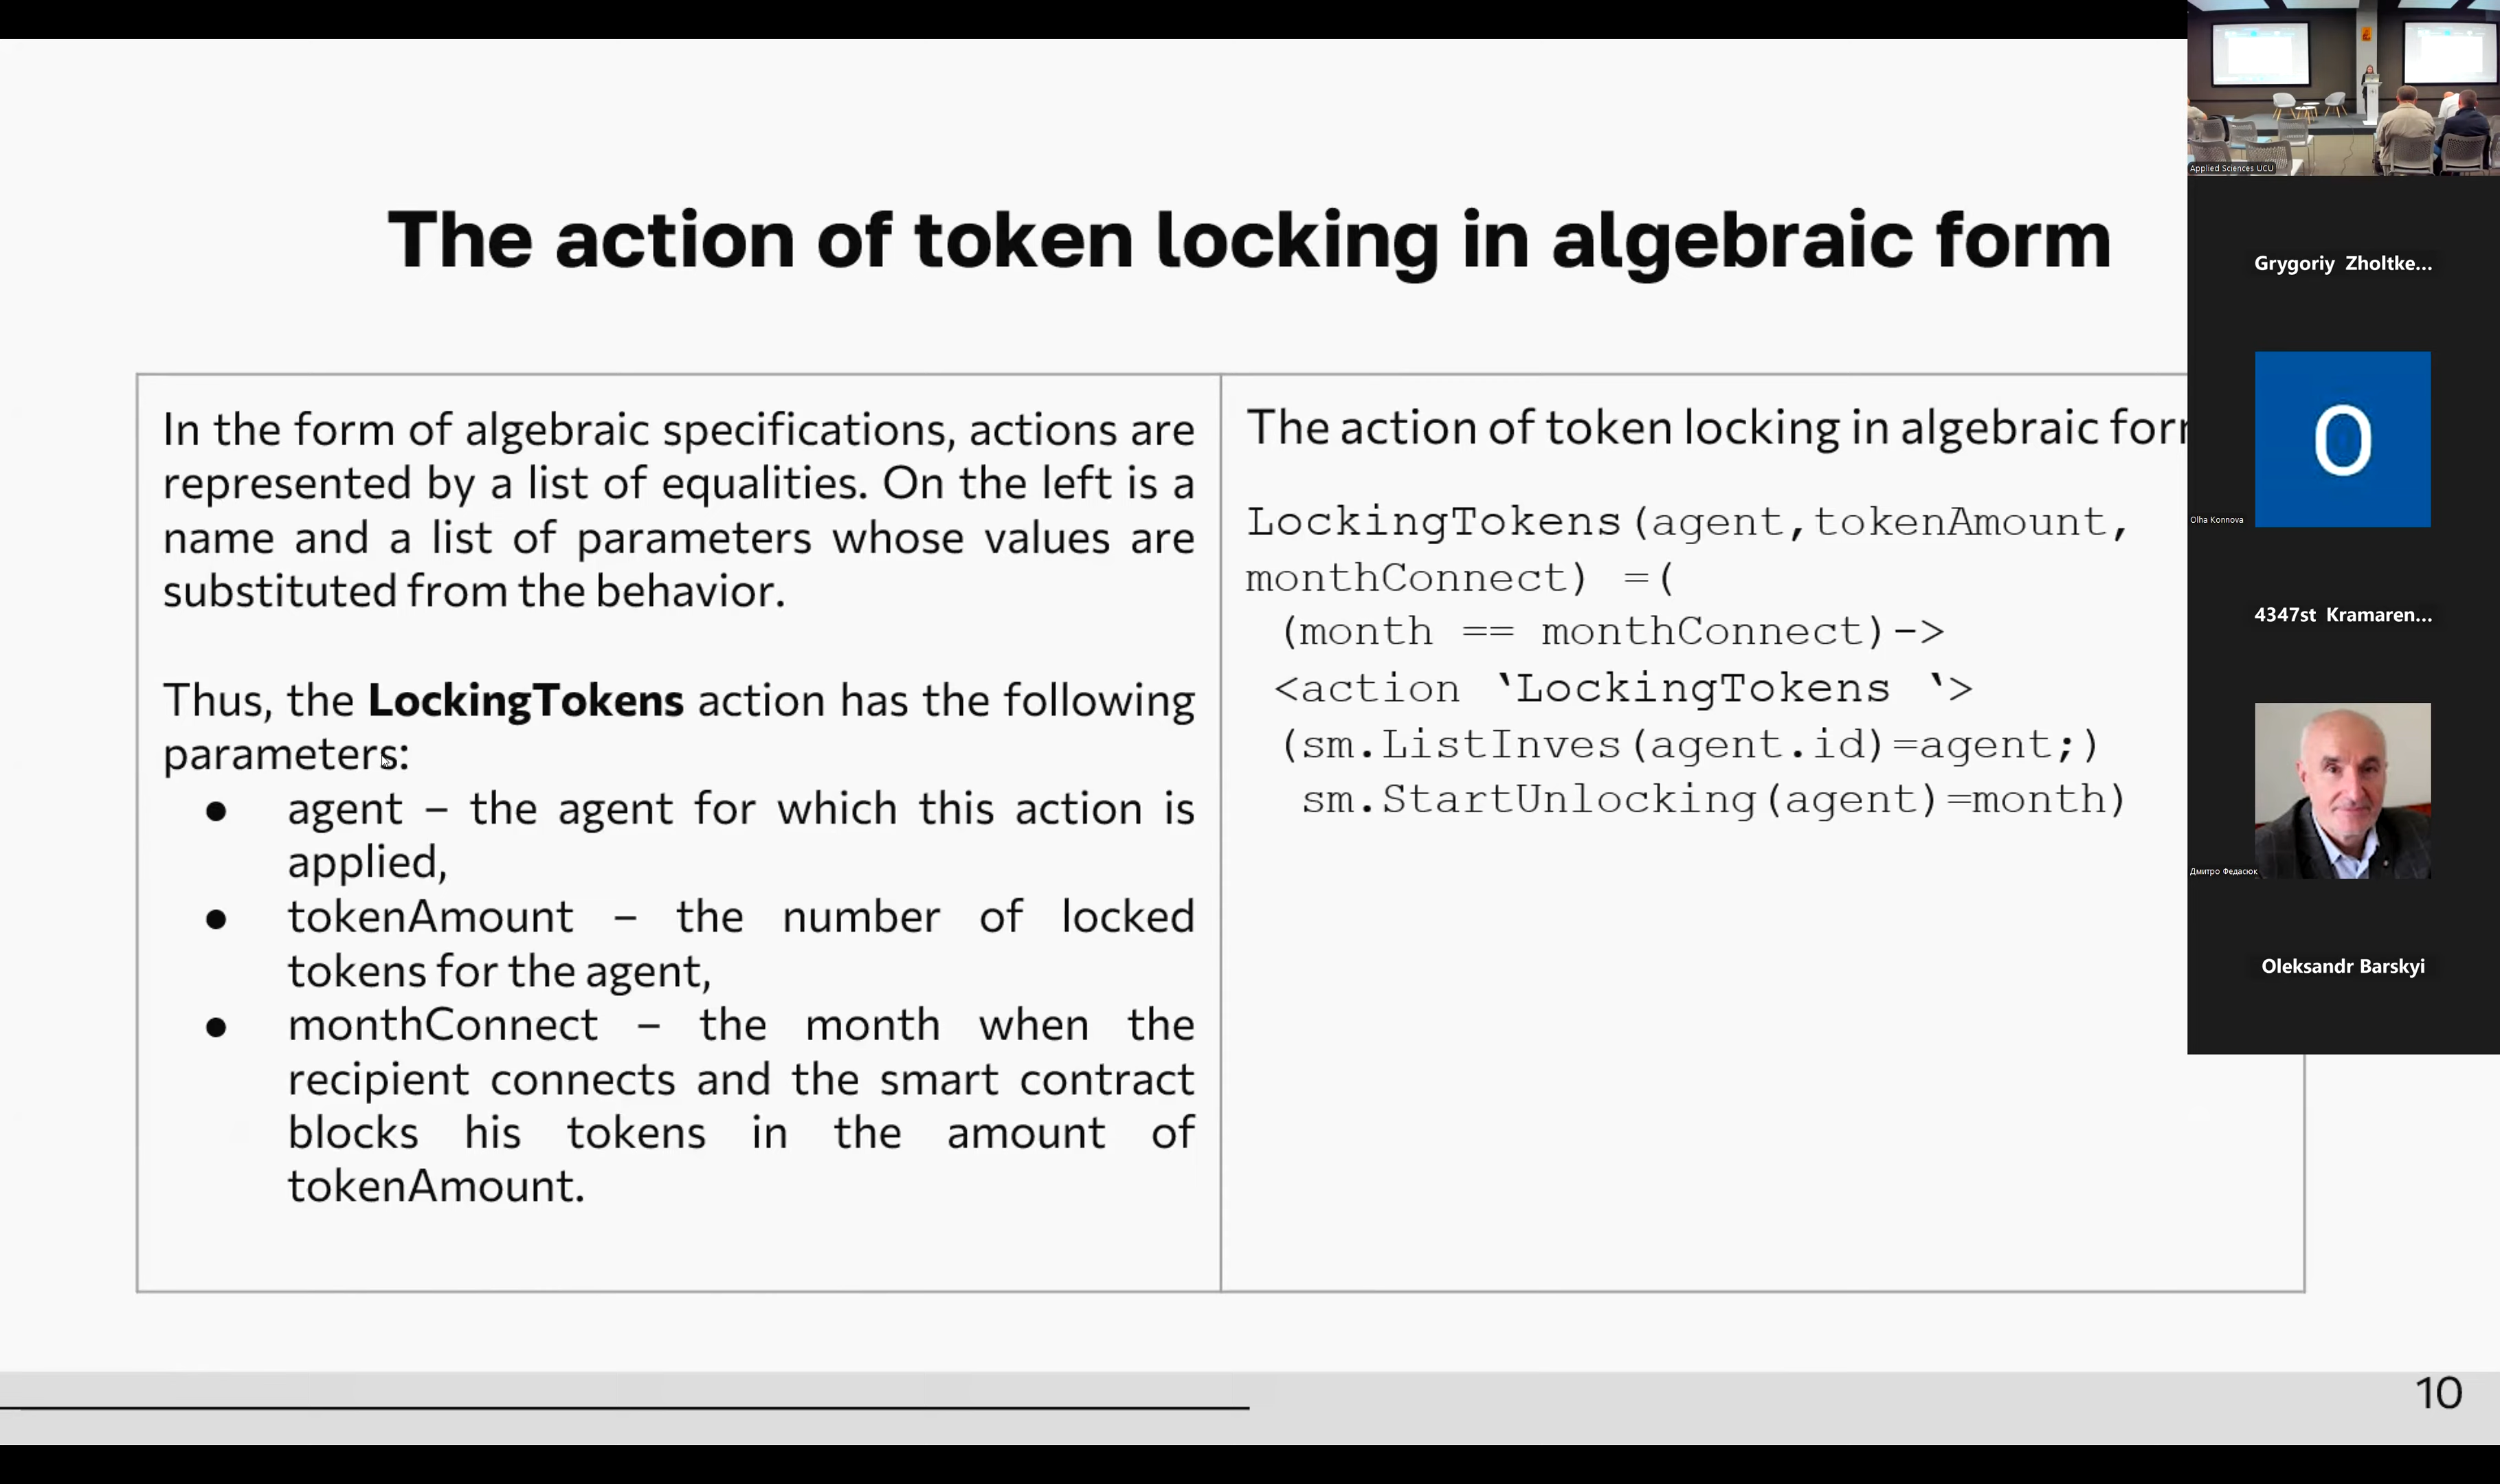 The action of token locking in algebraic form
In the form of algebraic specifications, actions are
represented by a list of equalities. On the left is a
name and a list of parameters whose values are
substituted from the behavior.
Thus, the LockingTokens action has the following
parameters:
● agent – the agent for which this action is
applied,
● tokenAmount – the number of locked
tokens for the agent,
● monthConnect – the month when the
recipient connects and the smart contract
blocks his tokens in the amount of
tokenAmount.
The action of token locking in algebraic
LockingTokens(agent,tokenAmount,
monthConnect) =(
(month == monthConnect)->
<action ‵LockingTokens ‵>
(sm.ListInves(agent.id)=agent;)
sm.StartUnlocking(agent)=month)
10
Applied Sciences UCU
Grygoriy Zholtke...
O
Olha Konnova
4347st Kramaren...
Дмитро Федасюк
Oleksandr Barskyi